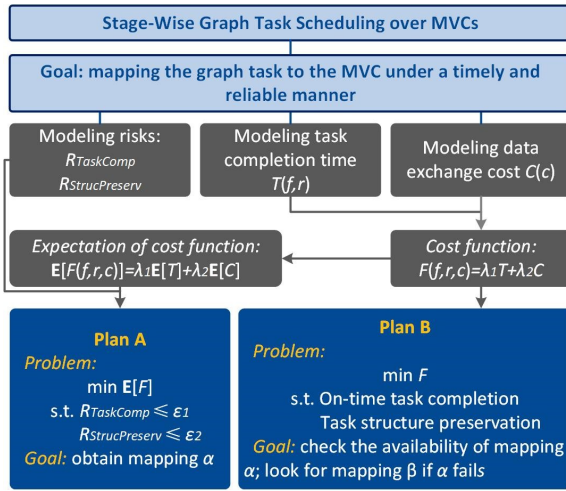 Stage-Wise Graph Task Scheduling over MVCs
Goal: mapping the graph task to the MVC under a timely and
reliable manner
Modeling risks:
RTaskComp
RStrucPreserv
Modeling task
completion time
T(f,r)
Modeling data
exchange cost C(c)
Expectation of cost function:
E[F(f,r,c)]=λ1E[T]+λ2E[C]
Cost function:
F(f,r,c)=λ1T+λ2C
Plan A
Problem:
min E[F]
s.t. RTaskComp ⩽ ε1
RStrucPreserv ⩽ ε2
Goal: obtain mapping α
Plan B
Problem:
min F
s.t. On-time task completion
Task structure preservation
Goal: check the availability of mapping
α; look for mapping β if α fails